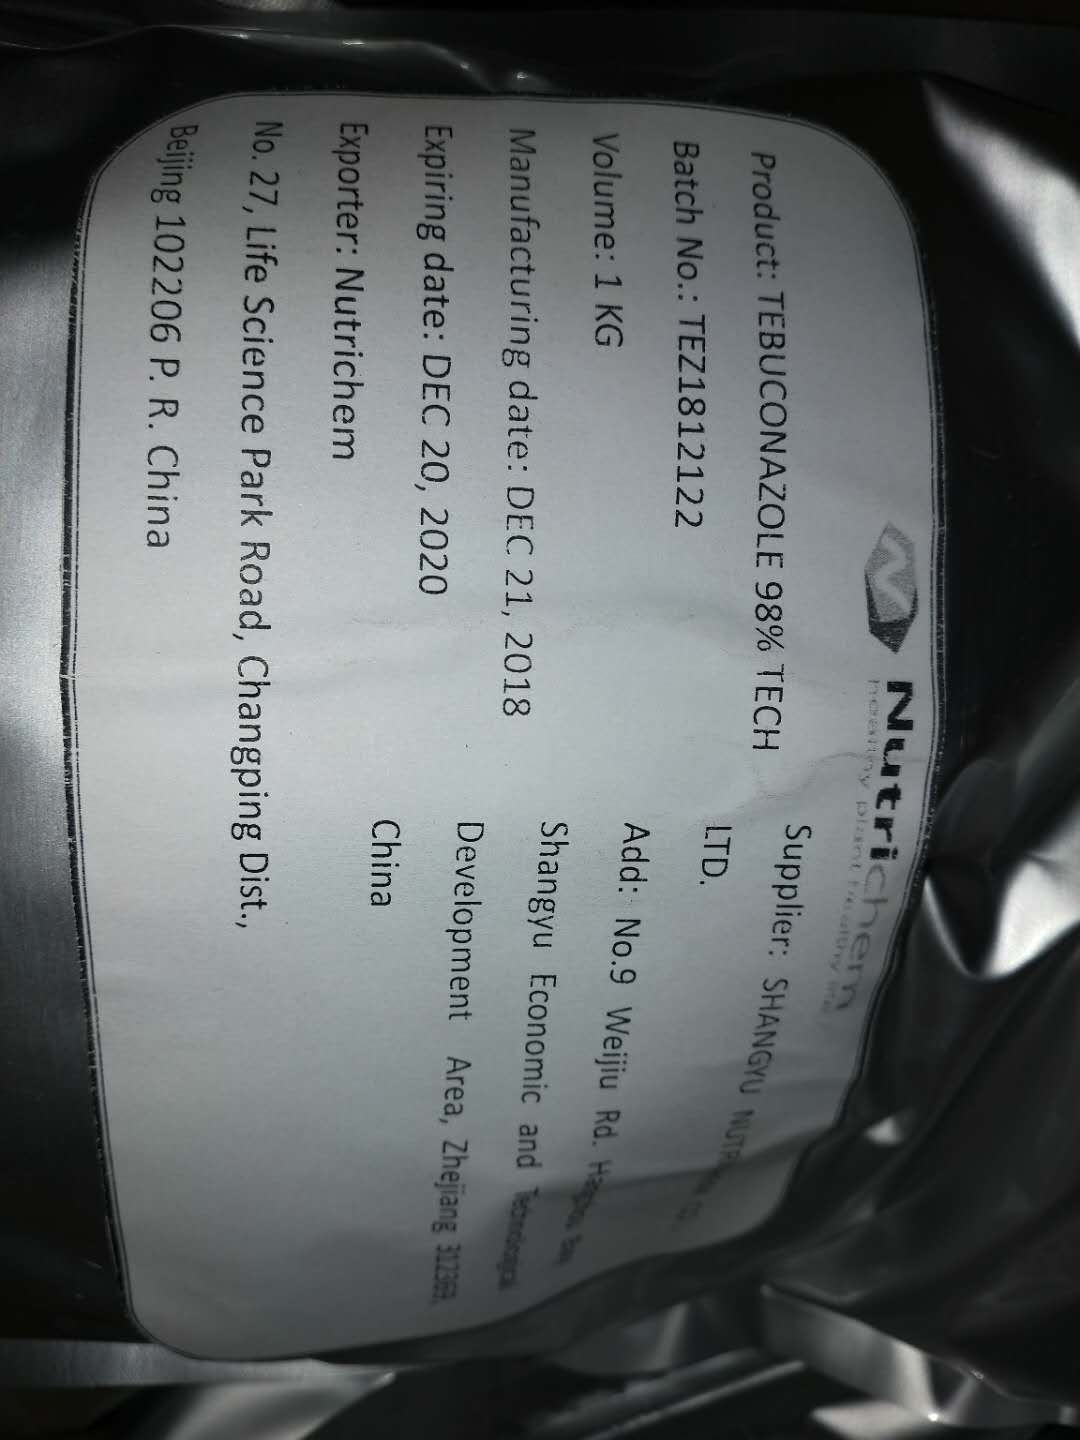 Nutrichem
Product: TEBUCONAZOLE 98% TECH
Batch No.: TEZ1812122
Volume: 1 KG
Manufacturing date: DEC 21, 2018
Expiring date: DEC 20, 2020
Exporter: Nutrichem
No. 27, Life Science Park Road, Changping Dist.,
Beijing 102206 P. R. China
Supplier: SHANGYU
LTD.
Add: No.9 Weijiu Rd.
Shangyu Economic and Technological
Development Area, Zhejiang 312369,
China